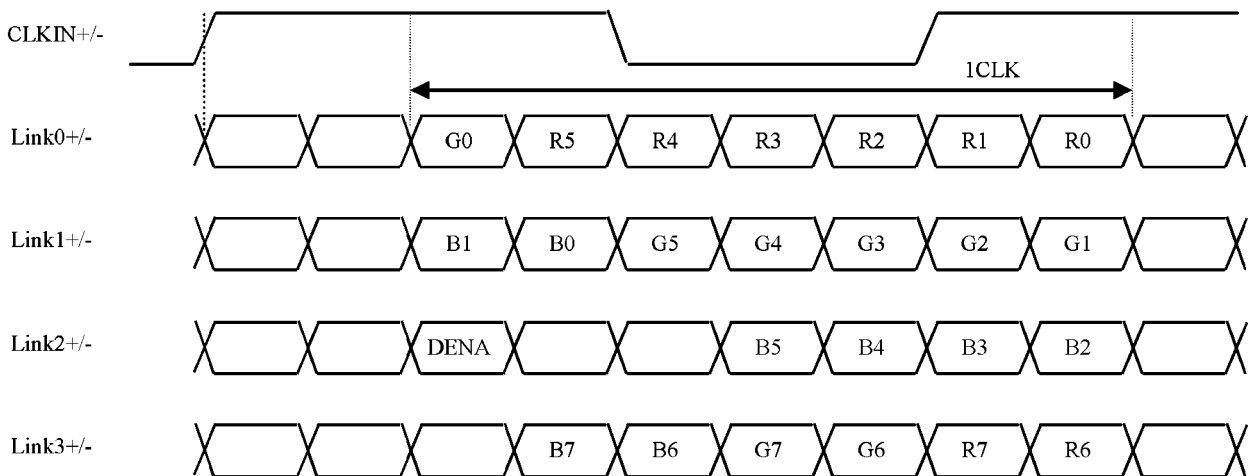 CLKIN+/-
1CLK
Link0+/- G0 R5 R4 R3 R2 R1 R0
Link1+/- B1 B0 G5 G4 G3 G2 G1
Link2+/- DENA B5 B4 B3 B2
Link3+/- B7 B6 G7 G6 R7 R6